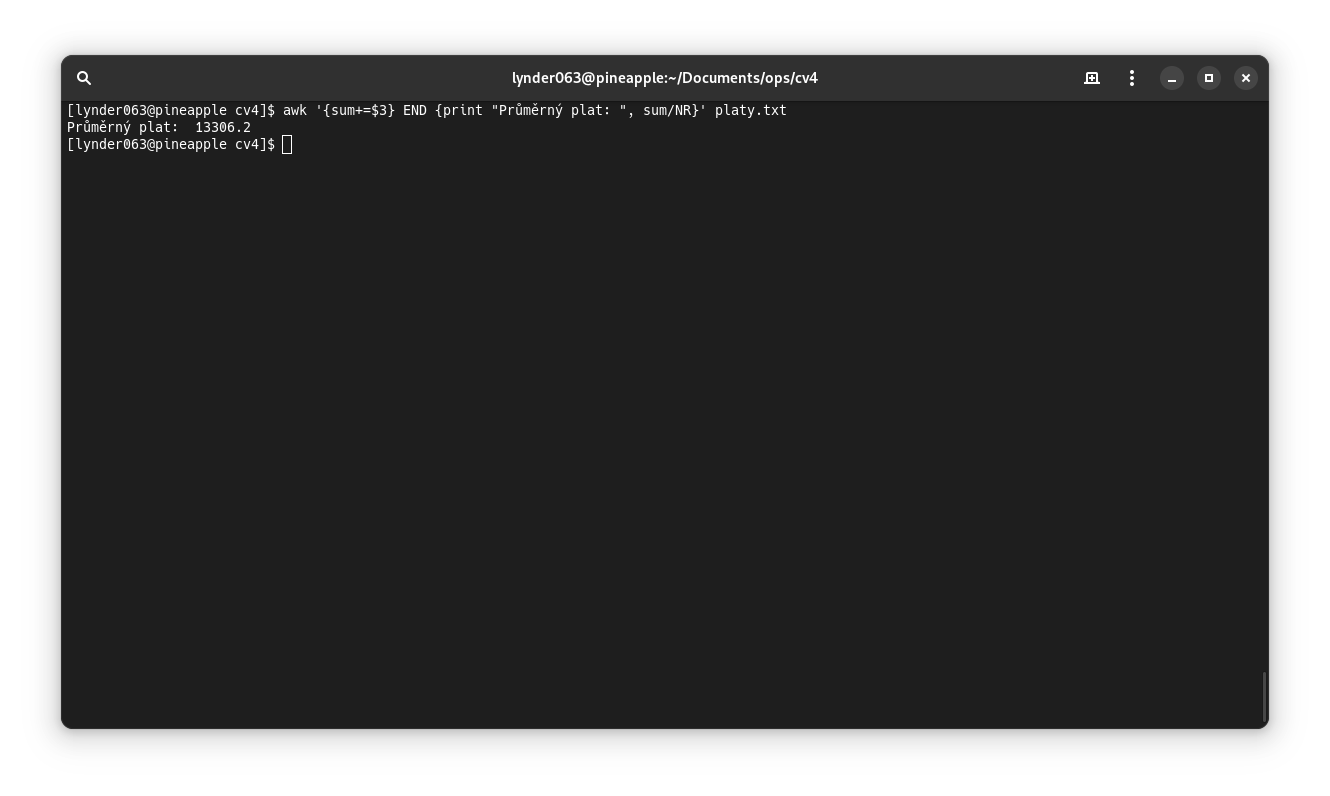 lynder063@pineapple:~/Documents/ops/cv4
[lynder063@pineapple cv4]$ awk '{sum+=$3} END {print "Průměrný plat: ", sum/NR}' platy.txt
Průměrný plat:  13306.2
[lynder063@pineapple cv4]$